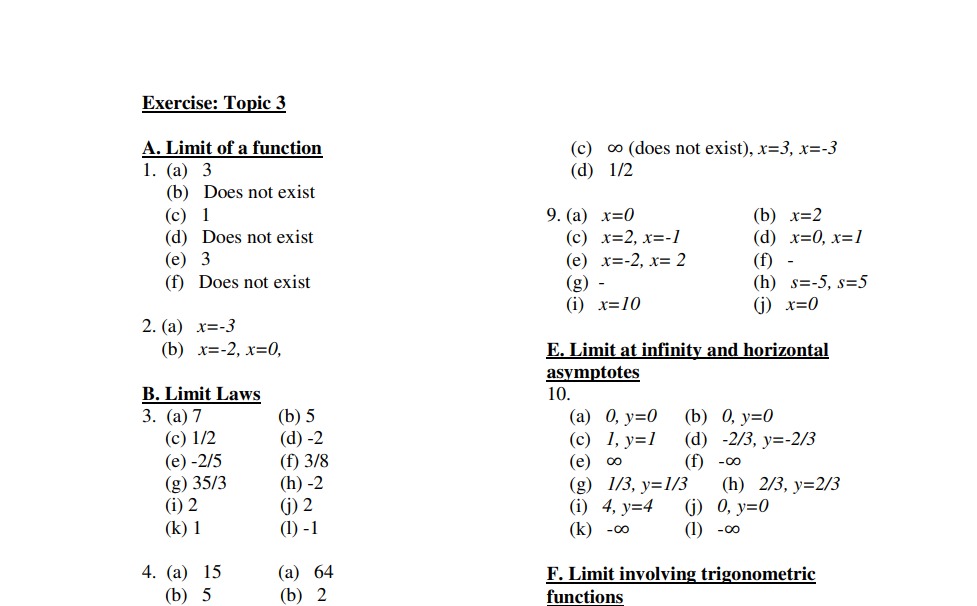 Exercise: Topic 3
A. Limit of a function
1. (a) 3
(b) Does not exist
(c) 1
(d) Does not exist
(e) 3
(f) Does not exist
2. (a) x=-3
(b) x=-2, x=0,
B. Limit Laws
3. (a) 7 (b) 5
(c) 1/2 (d) -2
(e) -2/5 (f) 3/8
(g) 35/3 (h) -2
(i) 2 (j) 2
(k) 1 (l) -1
4. (a) 15 (a) 64
(b) 5 (b) 2
(c) ∞ (does not exist), x=3, x=-3
(d) 1/2
9. (a) x=0 (b) x=2
(c) x=2, x=-1 (d) x=0, x=1
(e) x=-2, x= 2 (f) -
(g) - (h) s=-5, s=5
(i) x=10 (j) x=0
E. Limit at infinity and horizontal
asymptotes
10.
(a) 0, y=0 (b) 0, y=0
(c) 1, y=1 (d) -2/3, y=-2/3
(e) ∞ (f) -∞
(g) 1/3, y=1/3 (h) 2/3, y=2/3
(i) 4, y=4 (j) 0, y=0
(k) -∞ (l) -∞
F. Limit involving trigonometric
functions